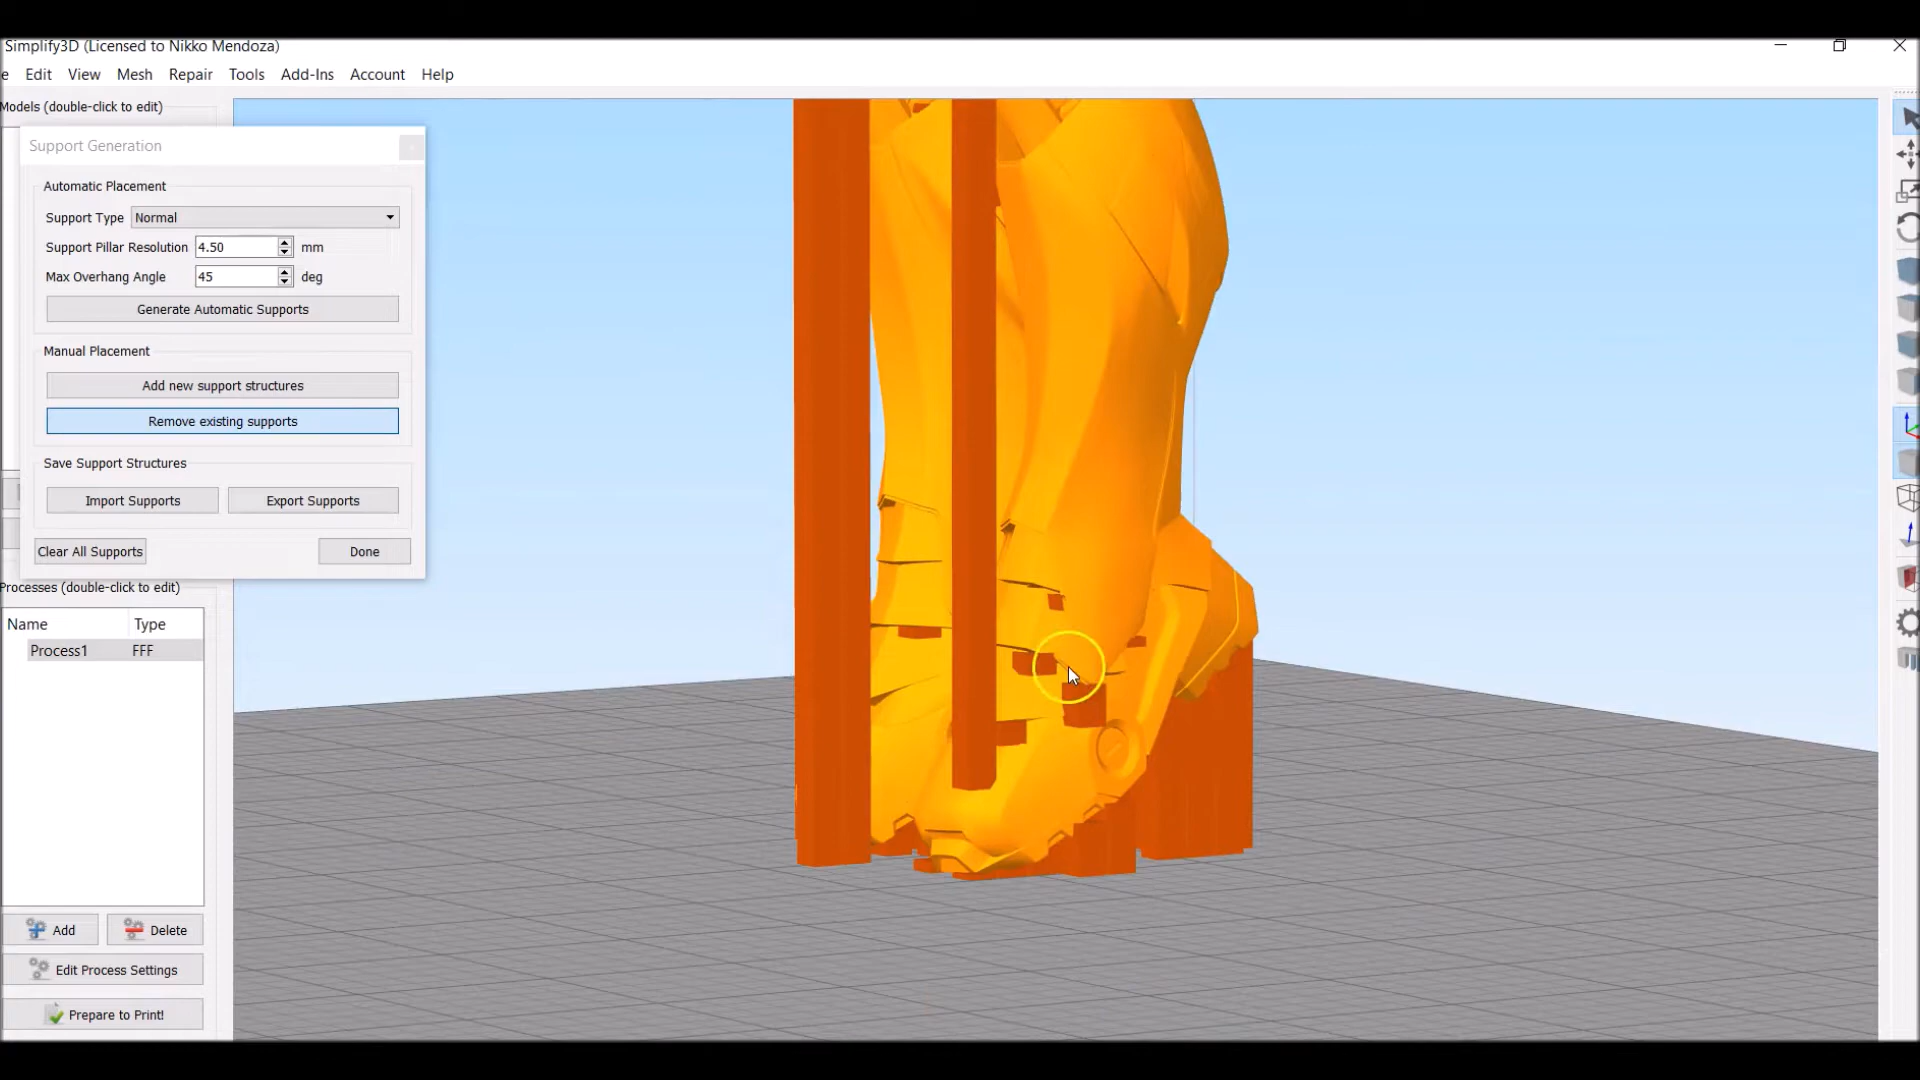 Simplify3D (Licensed to Nikko Mendoza)
e Edit View Mesh Repair Tools Add-Ins Account Help
Models (double-click to edit)
Support Generation
Automatic Placement
Support Type Normal
Support Pillar Resolution 4.50 mm
Max Overhang Angle 45 deg
Generate Automatic Supports
Manual Placement
Add new support structures
Remove existing supports
Save Support Structures
Import Supports Export Supports
Clear All Supports Done
Processes (double-click to edit)
Name Type
Process1 FFF
Add Delete
Edit Process Settings
Prepare to Print!